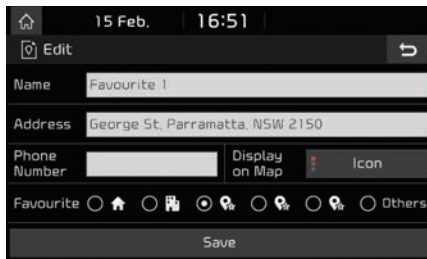 15 Feb. 16:51
Edit
Name Favourite 1
Address George St, Parramatta, NSW 2150
Phone Number Display on Map Icon
Favourite Others
Save